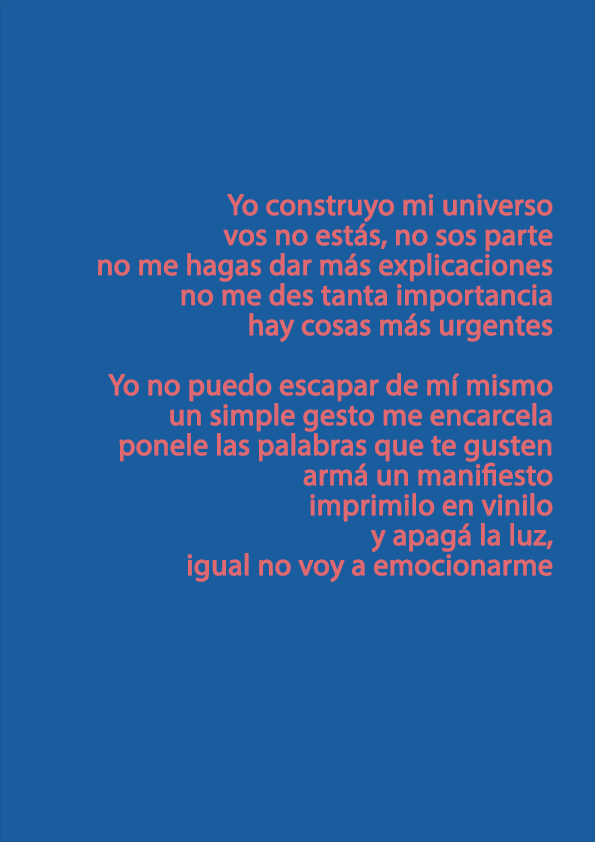 Yo construyo mi universo
vos no estás, no sos parte
no me hagas dar más explicaciones
no me des tanta importancia
hay cosas más urgentes
Yo no puedo escapar de mí mismo
un simple gesto me encarcela
ponele las palabras que te gusten
armá un manifiesto
imprimilo en vinilo
y apagá la luz,
igual no voy a emocionarme